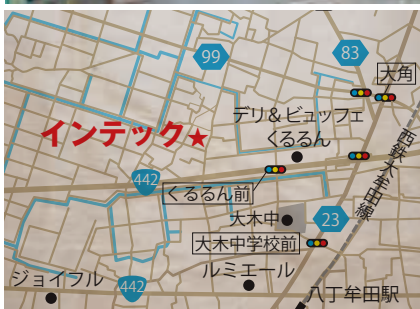 99
83
大角
インテック★
デリ&ビュッフェ
くるるん
西鉄大牟田線
442
くるるん前
大木中
23
大木中学校前
ジョイフル
442
ルミエール
八丁牟田駅